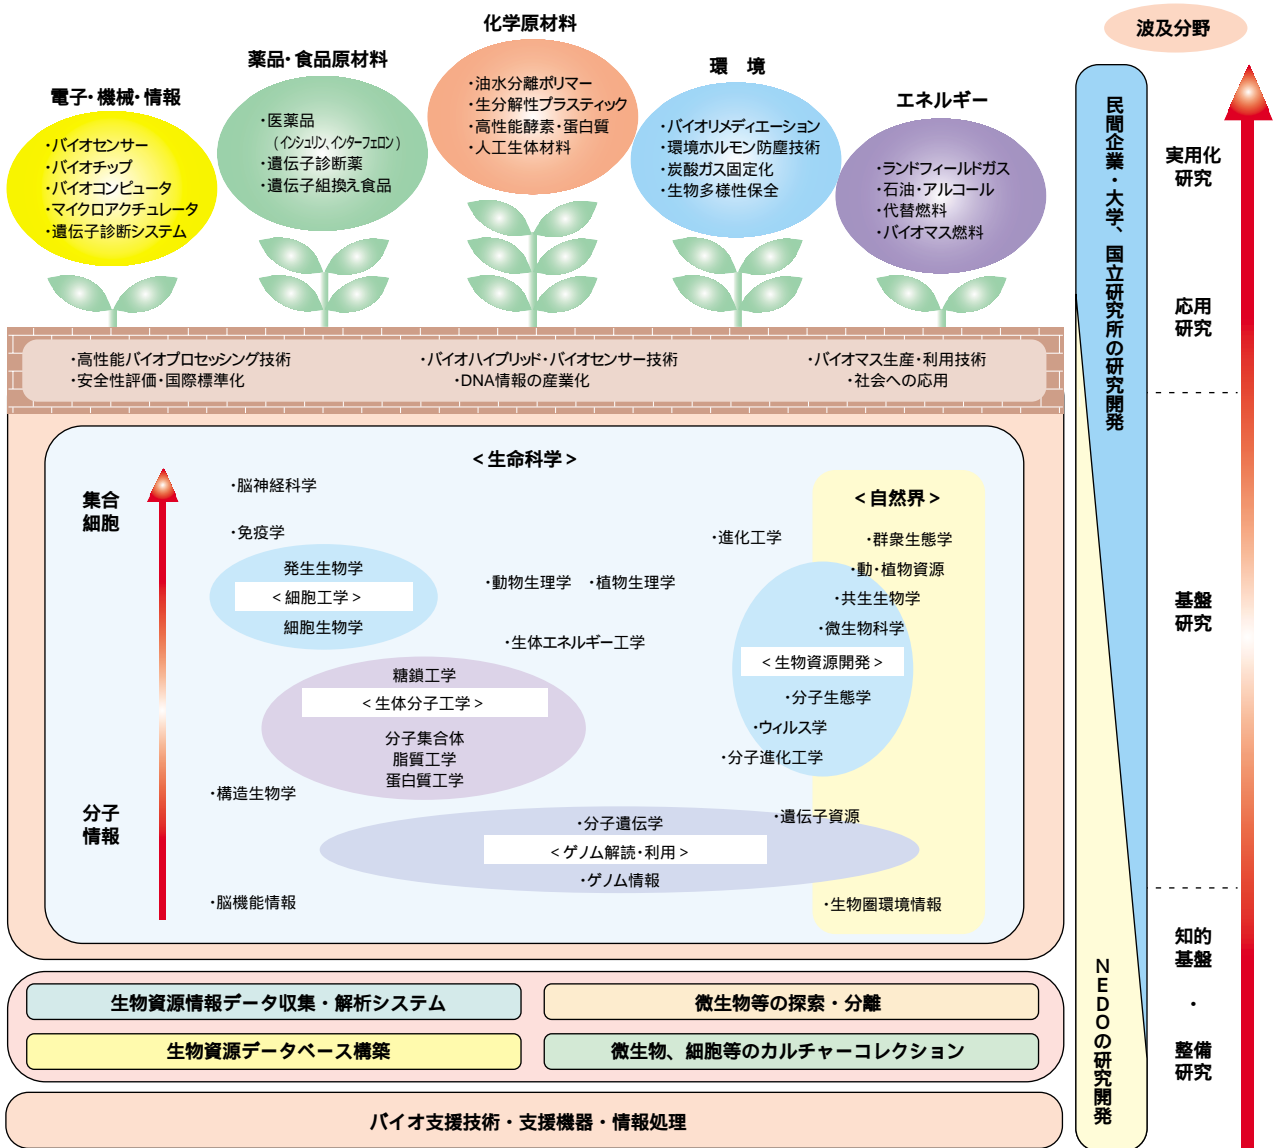 波及分野
化学原材料
・油水分離ポリマー
・生分解性プラスティック
・高性能酵素・蛋白質
・人工生体材料
薬品・食品原材料
・医薬品
（インシュリン、インターフェロン）
・遺伝子診断薬
・遺伝子組換え食品
環　境
・バイオリメディエーション
・環境ホルモン防塵技術
・炭酸ガス固定化
・生物多様性保全
電子・機械・情報
・バイオセンサー
・バイオチップ
・バイオコンピュータ
・マイクロアクチュレータ
・遺伝子診断システム
エネルギー
・ランドフィールドガス
・石油・アルコール
・代替燃料
・バイオマス燃料
・高性能バイオプロセッシング技術
・安全性評価・国際標準化
・バイオハイブリッド・バイオセンサー技術
・DNA情報の産業化
・バイオマス生産・利用技術
・社会への応用
＜生命科学＞
集合
細胞
・脳神経科学
・免疫学
発生生物学
＜細胞工学＞
細胞生物学
・動物生理学　・植物生理学
・生体エネルギー工学
糖鎖工学
＜生体分子工学＞
分子集合体
脂質工学
蛋白質工学
・構造生物学
分子
情報
・脳機能情報
・進化工学
＜自然界＞
・群衆生態学
・動・植物資源
・共生生物学
・微生物科学
＜生物資源開発＞
・分子生態学
・ウィルス学
・分子進化工学
・遺伝子資源
・分子遺伝学
＜ゲノム解読・利用＞
・ゲノム情報
・生物圏環境情報
生物資源情報データ収集・解析システム
微生物等の探索・分離
生物資源データベース構築
微生物、細胞等のカルチャーコレクション
バイオ支援技術・支援機器・情報処理
民間企業・大学、国立研究所の研究開発
NEDOの研究開発
実用化
研究
応用
研究
基盤
研究
知的
基盤
・
整備
研究